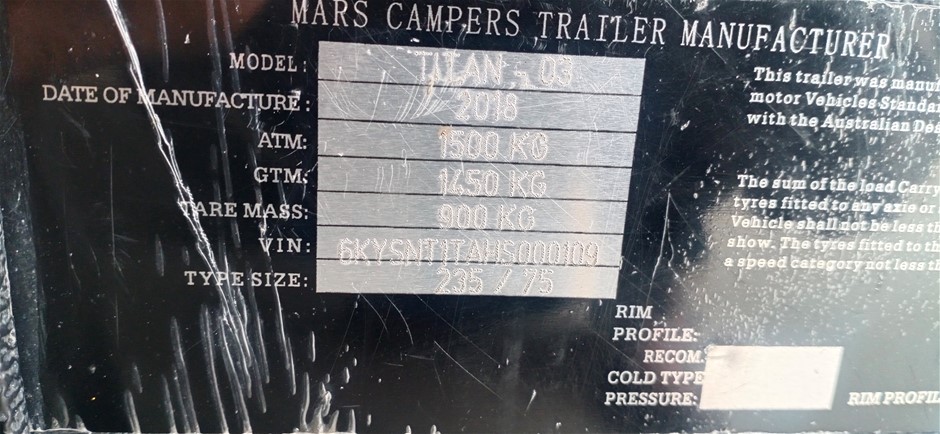 MARS CAMPERS TRAILER MANUFACTURER
MODEL: TITAN - 03
DATE OF MANUFACTURE: 2018
ATM: 1500 KG
GTM: 1450 KG
TARE MASS: 900 KG
VIN: 6KYSNT1TAHS000109
TYPE SIZE: 235 / 75
This trailer was manu
motor Vehicles Standa
with the Australian De
The sum of the load Carry
tyres fitted to any axle or
Vehicle shall not be less th
show. The tyres fitted to th
a speed category not less th
RIM
PROFILE:
RECOM.
COLD TYPE
PRESSURE:
RIM PROFIL